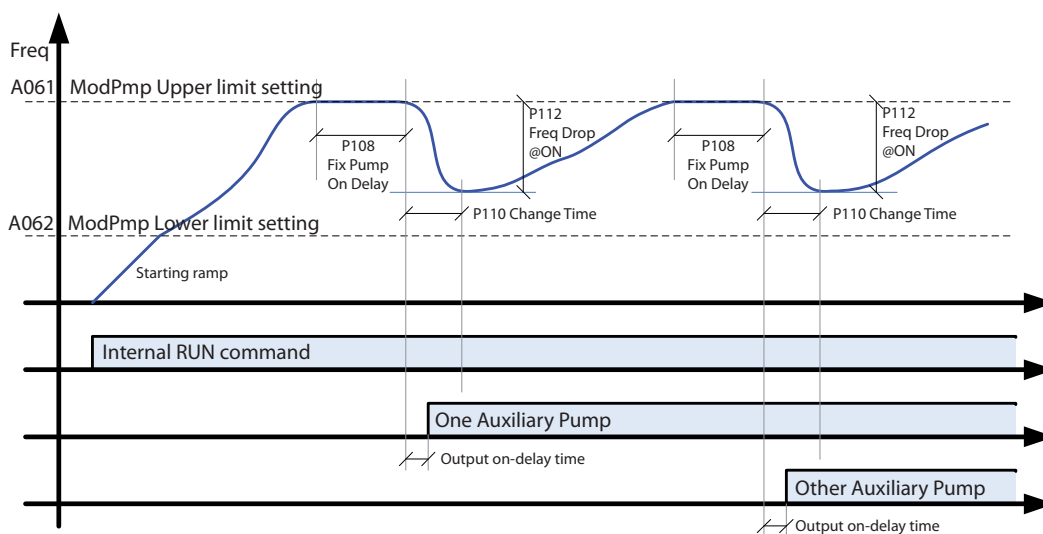 Freq
A061 ModPmp Upper limit setting
P108
Fix Pump
On Delay
P112
Freq Drop
@ON
P108
Fix Pump
On Delay
P112
Freq Drop
@ON
P110 Change Time
P110 Change Time
A062 ModPmp Lower limit setting
Starting ramp
Internal RUN command
One Auxiliary Pump
Output on-delay time
Other Auxiliary Pump
Output on-delay time